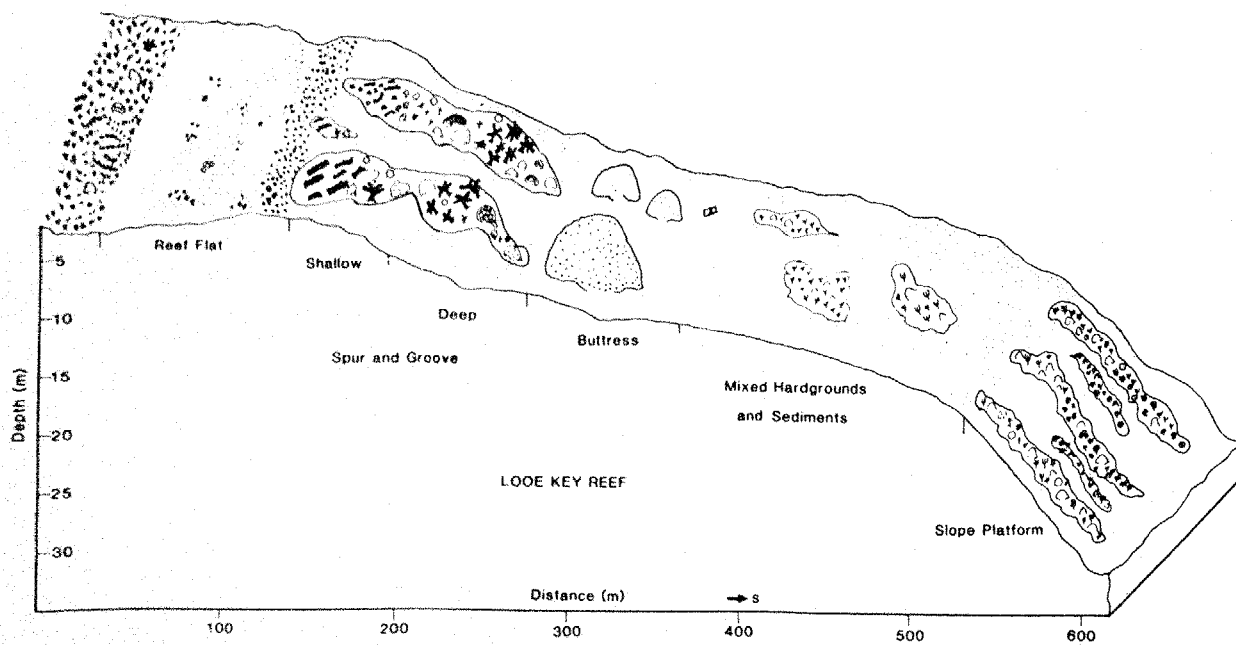 Reef Flat
Shallow
Deep
Buttress
Spur and Groove
Mixed Hardgrounds
and Sediments
Slope Platform
LOOE KEY REEF
Depth (m)
5
10
15
20
25
30
Distance (m)
S
100
200
300
400
500
600